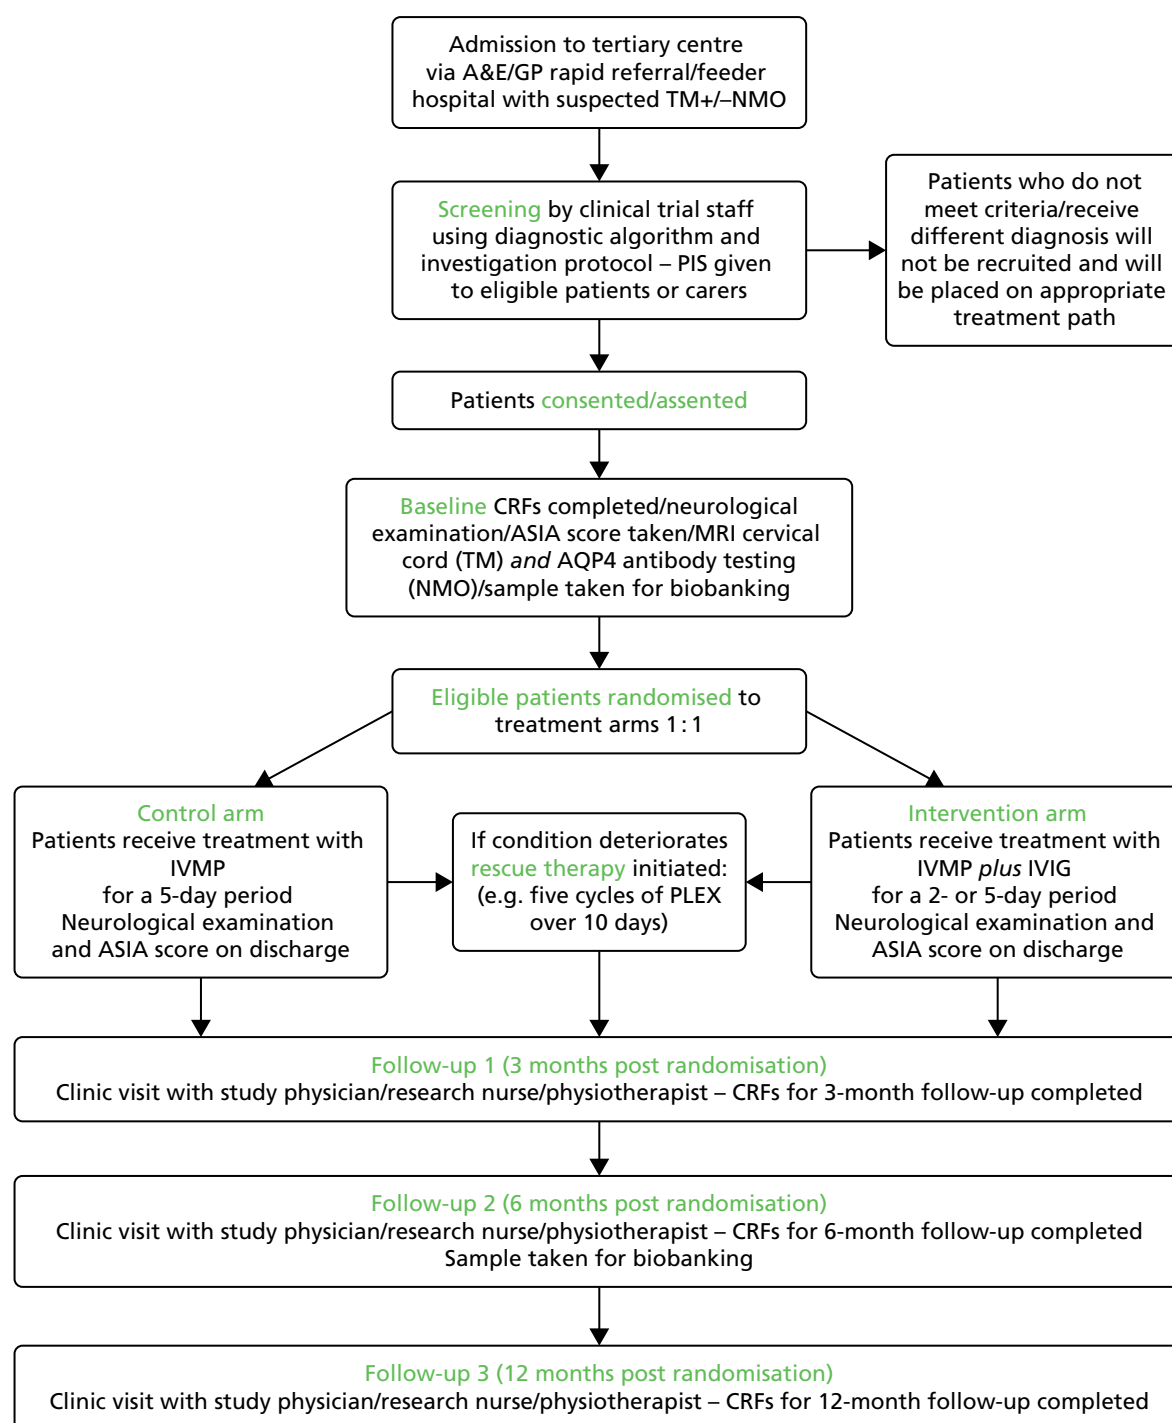 Admission to tertiary centre
via A&E/GP rapid referral/feeder
hospital with suspected TM+/–NMO
Screening by clinical trial staff
using diagnostic algorithm and
investigation protocol – PIS given
to eligible patients or carers
Patients who do not
meet criteria/receive
different diagnosis will
not be recruited and will
be placed on appropriate
treatment path
Patients consented/assented
Baseline CRFs completed/neurological
examination/ASIA score taken/MRI cervical
cord (TM) and AQP4 antibody testing
(NMO)/sample taken for biobanking
Eligible patients randomised to
treatment arms 1 : 1
Control arm
Patients receive treatment with
IVMP
for a 5-day period
Neurological examination
and ASIA score on discharge
If condition deteriorates
rescue therapy initiated:
(e.g. five cycles of PLEX
over 10 days)
Intervention arm
Patients receive treatment with
IVMP plus IVIG
for a 2- or 5-day period
Neurological examination and
ASIA score on discharge
Follow-up 1 (3 months post randomisation)
Clinic visit with study physician/research nurse/physiotherapist – CRFs for 3-month follow-up completed
Follow-up 2 (6 months post randomisation)
Clinic visit with study physician/research nurse/physiotherapist – CRFs for 6-month follow-up completed
Sample taken for biobanking
Follow-up 3 (12 months post randomisation)
Clinic visit with study physician/research nurse/physiotherapist – CRFs for 12-month follow-up completed